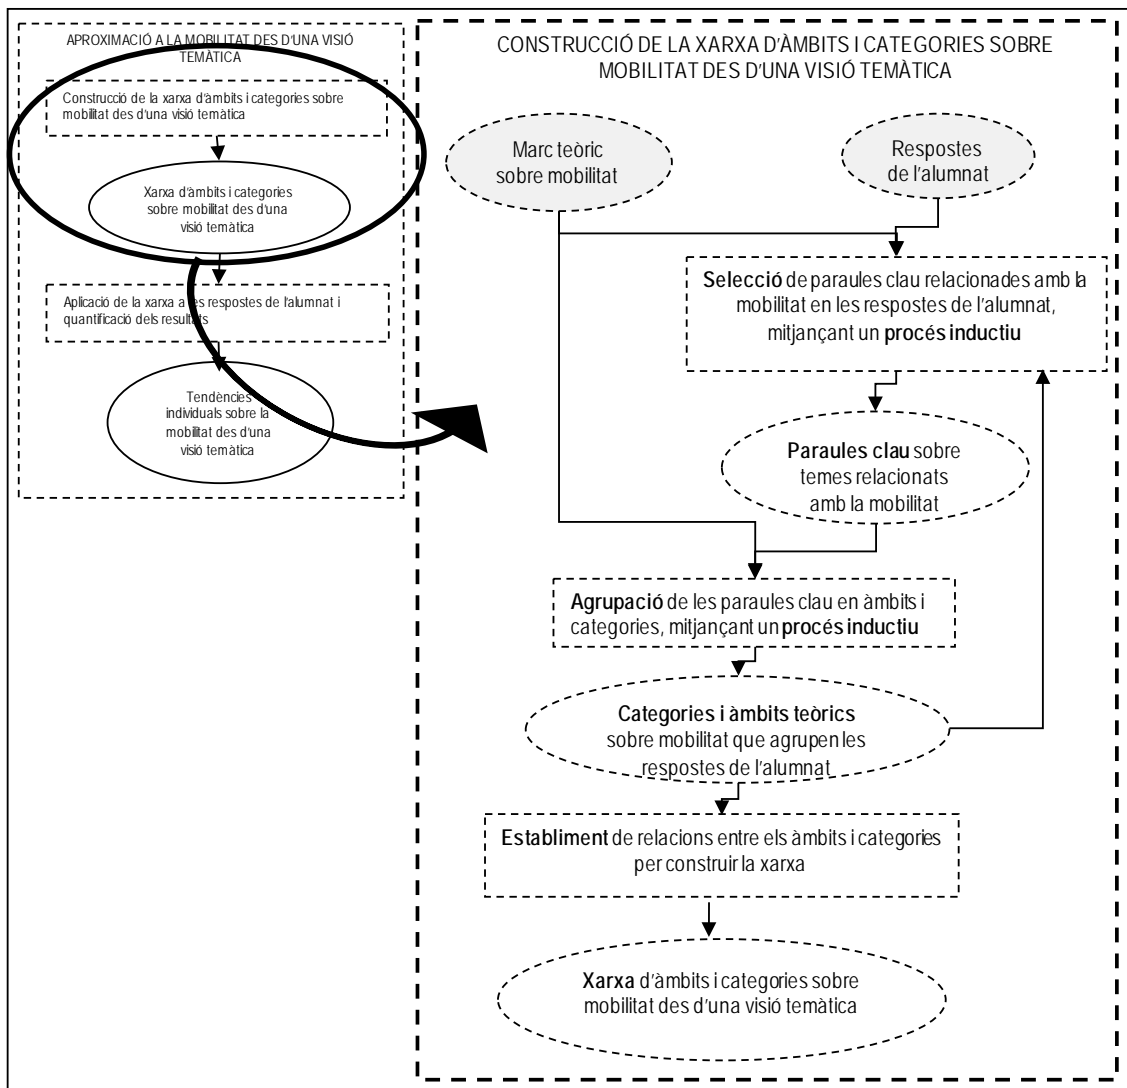 APROXIMACIÓ A LA MOBILITAT DES D'UNA VISIÓ
TEMÀTICA
Construcció de la xarxa d'àmbits i categories sobre
mobilitat des d'una visió temàtica
Xarxa d'àmbits i categories
sobre mobilitat des d'una
visió temàtica
Aplicació de la xarxa a les respostes de l'alumnat i
quantificació dels resultats
Tendències
individuals sobre la
mobilitat des d'una
visió temàtica
CONSTRUCCIÓ DE LA XARXA D'ÀMBITS I CATEGORIES SOBRE
MOBILITAT DES D'UNA VISIÓ TEMÀTICA
Marc teòric
sobre mobilitat
Respostes
de l'alumnat
Selecció de paraules clau relacionades amb la
mobilitat en les respostes de l'alumnat,
mitjançant un procés inductiu
Paraules clau sobre
temes relacionats
amb la mobilitat
Agrupació de les paraules clau en àmbits i
categories, mitjançant un procés inductiu
Categories i àmbits teòrics
sobre mobilitat que agrupen les
respostes de l'alumnat
Establiment de relacions entre els àmbits i categories
per construir la xarxa
Xarxa d'àmbits i categories sobre
mobilitat des d'una visió temàtica